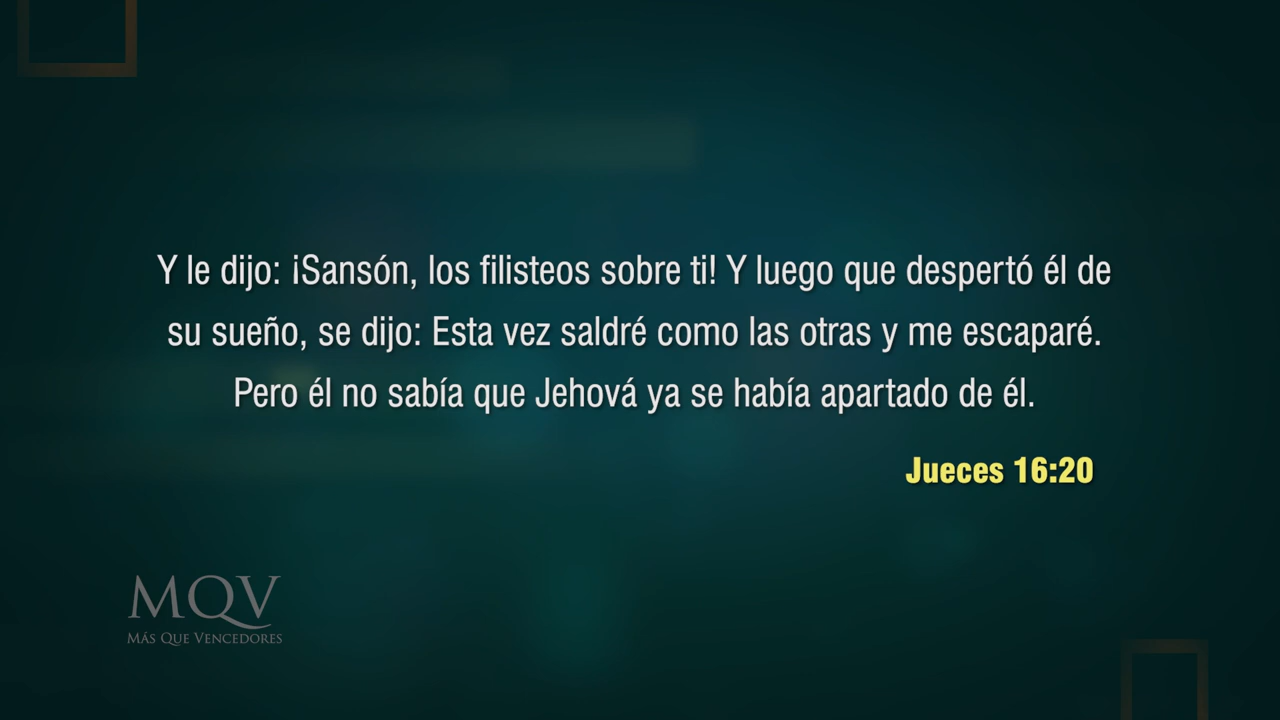 Y le dijo: ¡Sansón, los filisteos sobre ti! Y luego que despertó él de
su sueño, se dijo: Esta vez saldré como las otras y me escaparé.
Pero él no sabía que Jehová ya se había apartado de él.
Jueces 16:20
MQV
MÁS QUE VENCEDORES